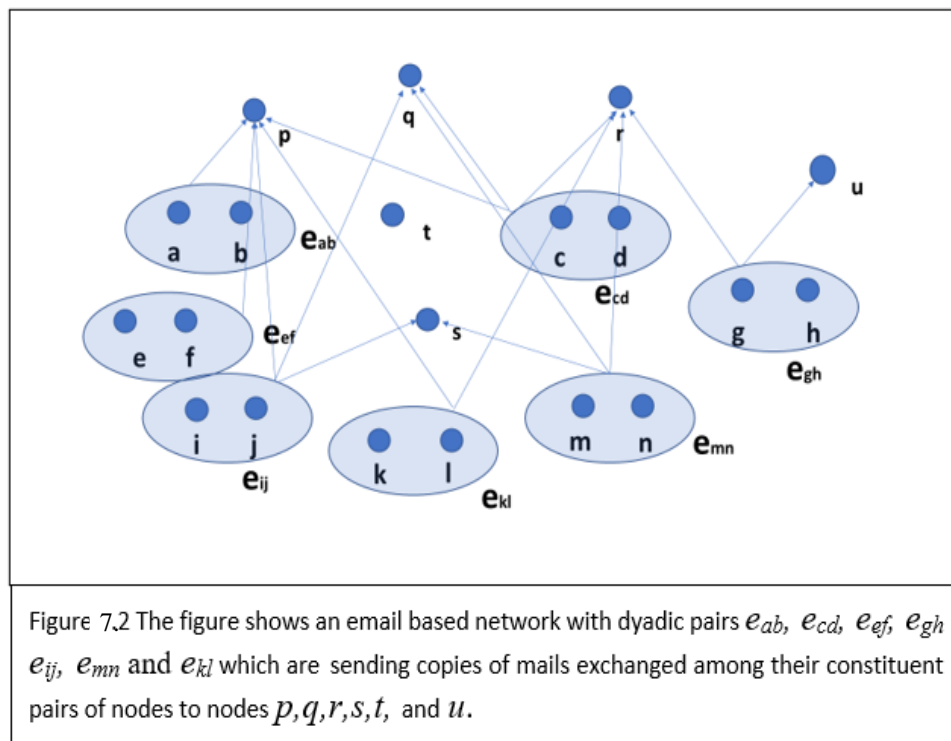 p
q
r
u
a b
eab
t
c d
ecd
g h
egh
e f
eef
s
i j
eij
k l
ekl
m n
emn
Figure 7.2 The figure shows an email based network with dyadic pairs eab, ecd, eef, egh
eij, emn and ekl which are sending copies of mails exchanged among their constituent
pairs of nodes to nodes p,q,r,s,t, and u.